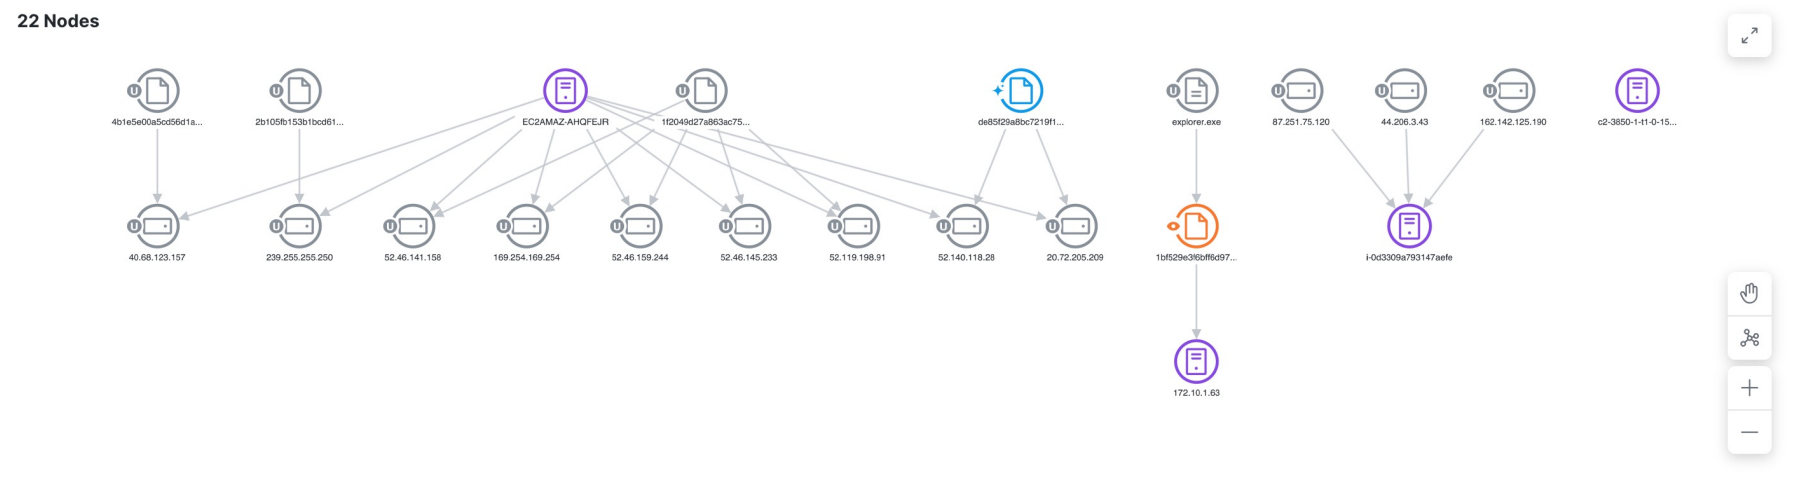 22 Nodes
4b1e5e00a5cd56d1a...
2b105fb153b1bcd61...
EC2AMAZ-AHQFEJR
1f2049d27a863ac75...
de85f29a8bc7219f1...
explorer.exe
87.251.75.120
44.206.3.43
162.142.125.190
c2-3850-1-t1-0-15...
40.68.123.157
239.255.255.250
52.46.141.158
169.254.169.254
52.46.159.244
52.46.145.233
52.119.198.91
52.140.118.28
20.72.205.209
1bf529e3f6bff6d97...
i-0d3309a793147aefe
172.10.1.63